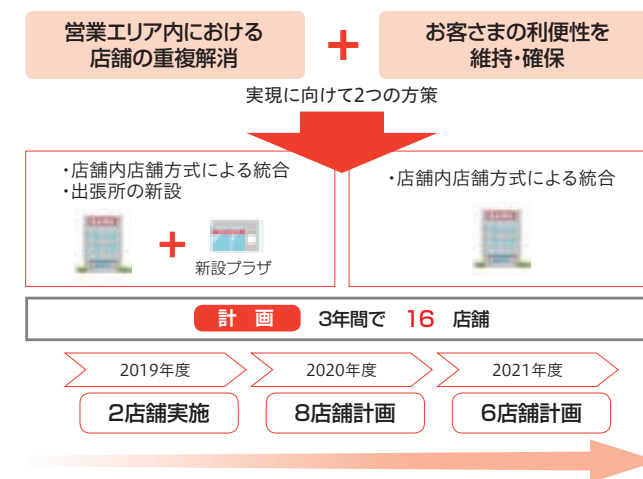 営業エリア内における
店舗の重複解消
+
お客さまの利便性を
維持・確保
実現に向けて2つの方策
・店舗内店舗方式による統合
・出張所の新設
+
新設プラザ
・店舗内店舗方式による統合
計 画 3年間で 16 店舗
2019年度
2020年度
2021年度
2店舗実施
8店舗計画
6店舗計画